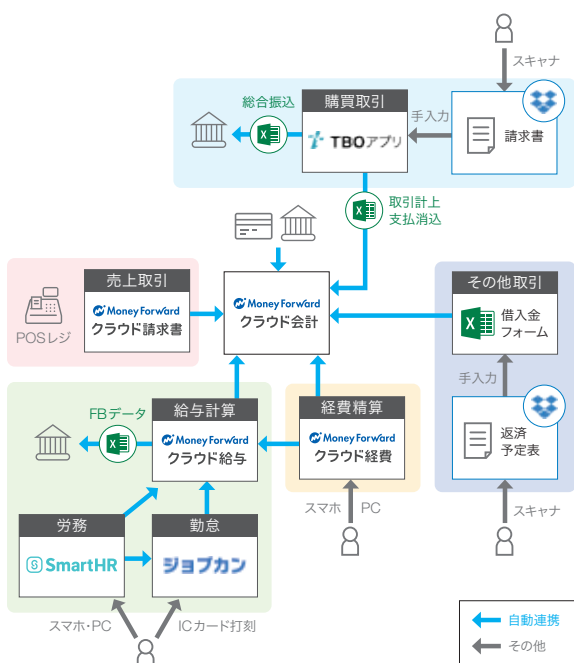 スキャナ
総合振込
購買取引
TBOアプリ
手入力
請求書
取引計上
支払消込
売上取引
POSレジ
Money Forward
クラウド請求書
Money Forward
クラウド会計
その他取引
借入金
フォーム
手入力
返済
予定表
スキャナ
FBデータ
給与計算
Money Forward
クラウド給与
経費精算
Money Forward
クラウド経費
スマホ
PC
労務
SmartHR
勤怠
ジョブカン
スマホ・PC
ICカード打刻
自動連携
その他